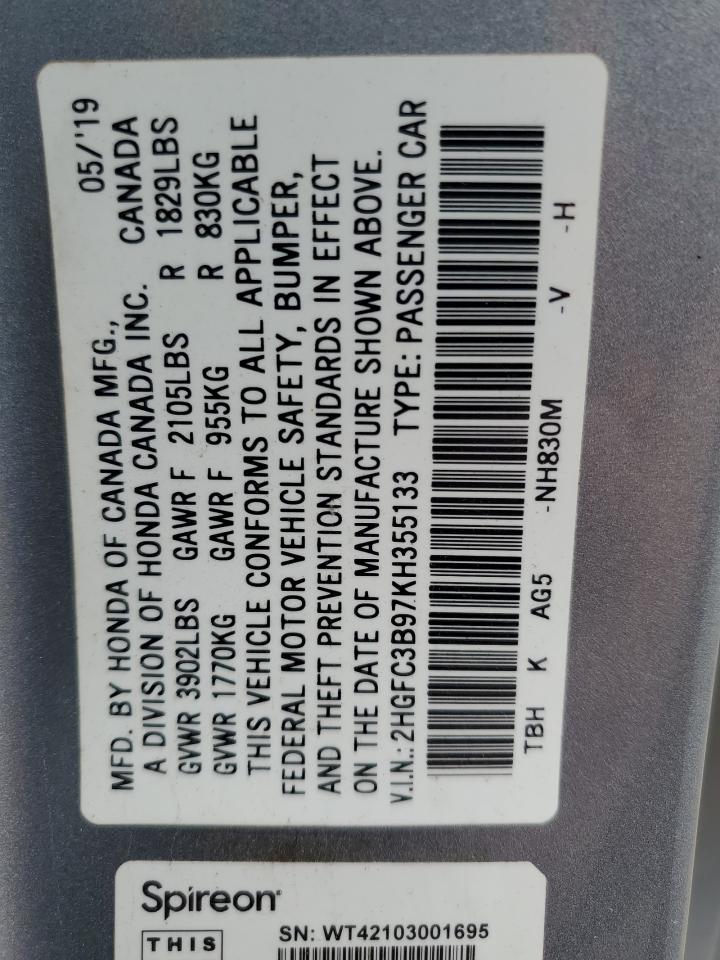 MFD. BY HONDA OF CANADA MFG., 05/'19
A DIVISION OF HONDA CANADA INC. CANADA
GVWR 3902LBS GAWR F 2105LBS R 1829LBS
GVWR 1770KG GAWR F 955KG R 830KG
THIS VEHICLE CONFORMS TO ALL APPLICABLE
FEDERAL MOTOR VEHICLE SAFETY, BUMPER,
AND THEFT PREVENTION STANDARDS IN EFFECT
ON THE DATE OF MANUFACTURE SHOWN ABOVE.
V.I.N.: 2HGFC3B97KH355133 TYPE: PASSENGER CAR
TBH K AG5 -NH830M -V -H
Spireon
THIS
SN: WT42103001695